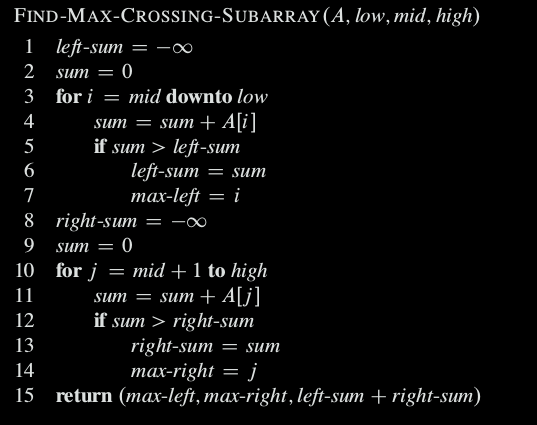 FIND-MAX-CROSSING-SUBARRAY(A, low, mid, high)
1 left-sum = −∞
2 sum = 0
3 for i = mid downto low
4 sum = sum + A[i]
5 if sum > left-sum
6 left-sum = sum
7 max-left = i
8 right-sum = −∞
9 sum = 0
10 for j = mid + 1 to high
11 sum = sum + A[j]
12 if sum > right-sum
13 right-sum = sum
14 max-right = j
15 return (max-left, max-right, left-sum + right-sum)